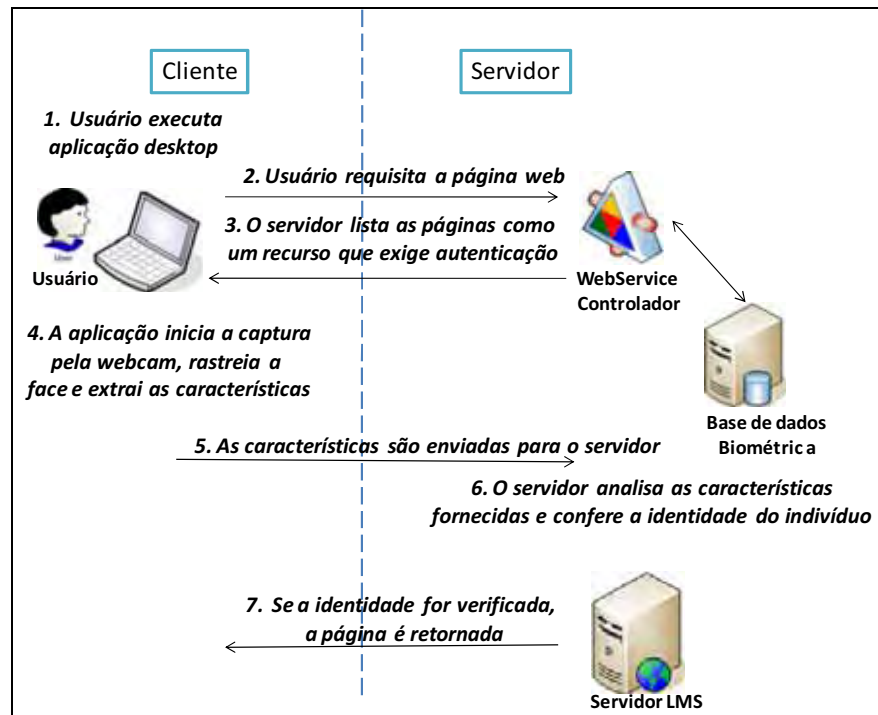 Cliente
Servidor
1. Usuário executa
aplicação desktop
2. Usuário requisita a página web
3. O servidor lista as páginas como
um recurso que exige autenticação
User
Usuário
WebService
Controlador
4. A aplicação inicia a captura
pela webcam, rastreia a
face e extrai as características
Base de dados
Biométrica
5. As características são enviadas para o servidor
6. O servidor analisa as características
fornecidas e confere a identidade do indivíduo
7. Se a identidade for verificada,
a página é retornada
Servidor LMS